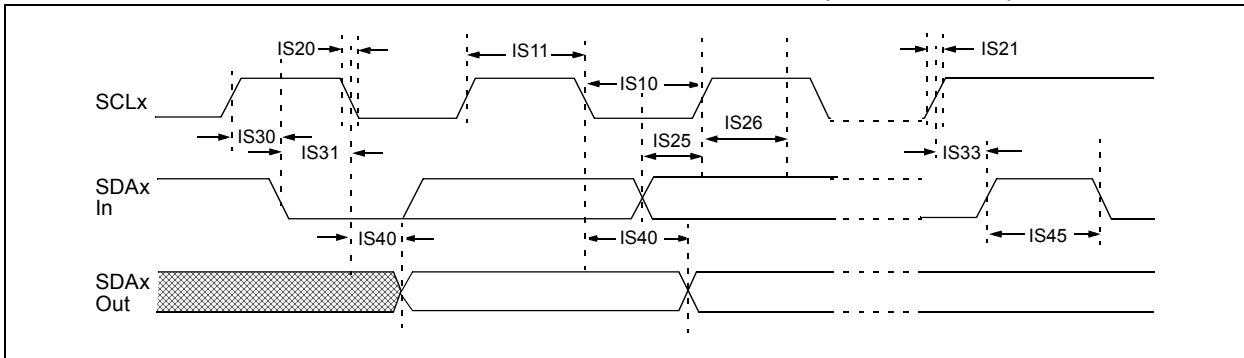 IS20
IS11
IS21
IS10
SCLx
IS26
IS30
IS25
IS31
IS33
SDAx
In
IS40
IS40
IS45
SDAx
Out